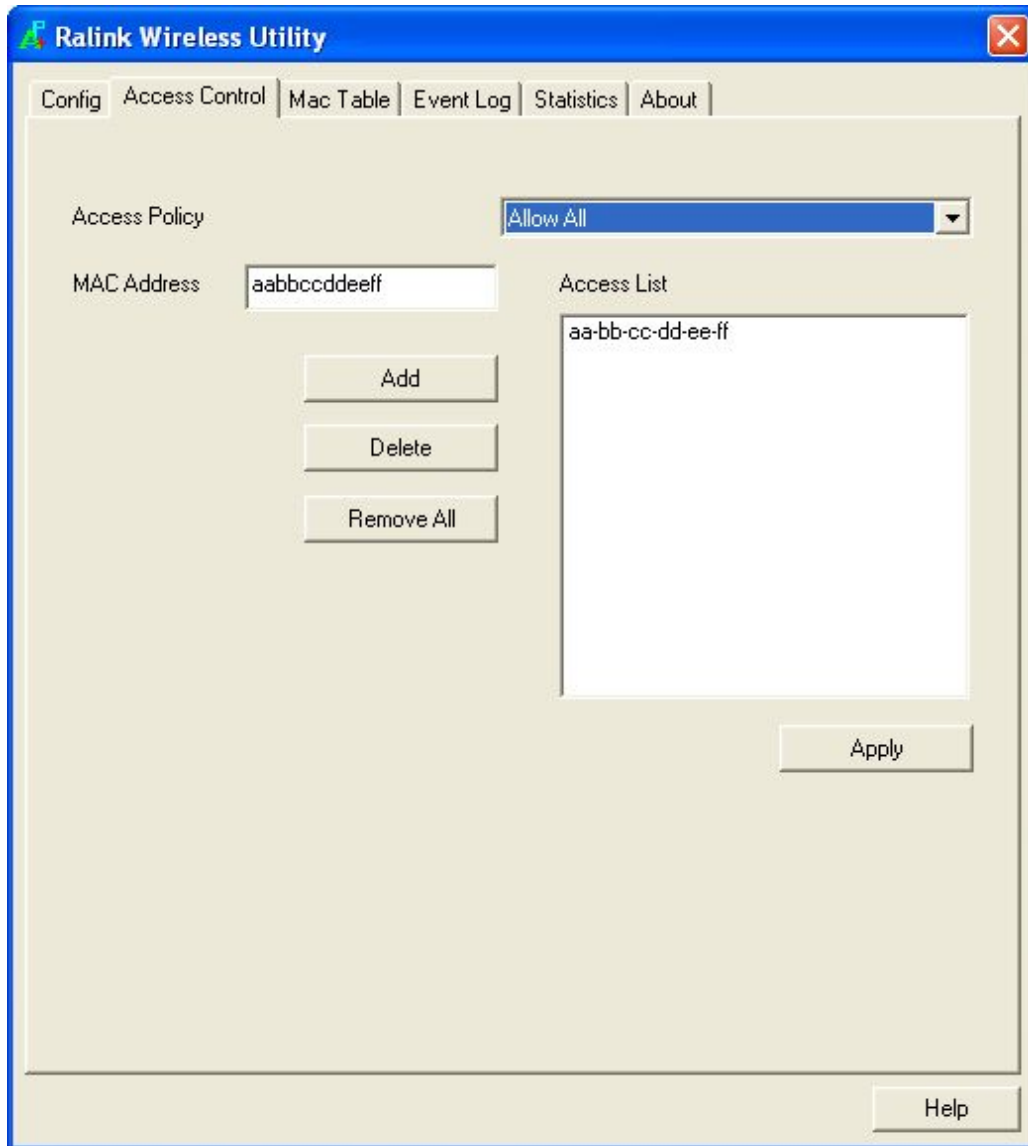 Ralink Wireless Utility
Config Access Control Mac Table Event Log Statistics About
Access Policy Allow All
MAC Address aabbccddeeff Access List
aa-bb-cc-dd-ee-ff
Add
Delete
Remove All
Apply
Help